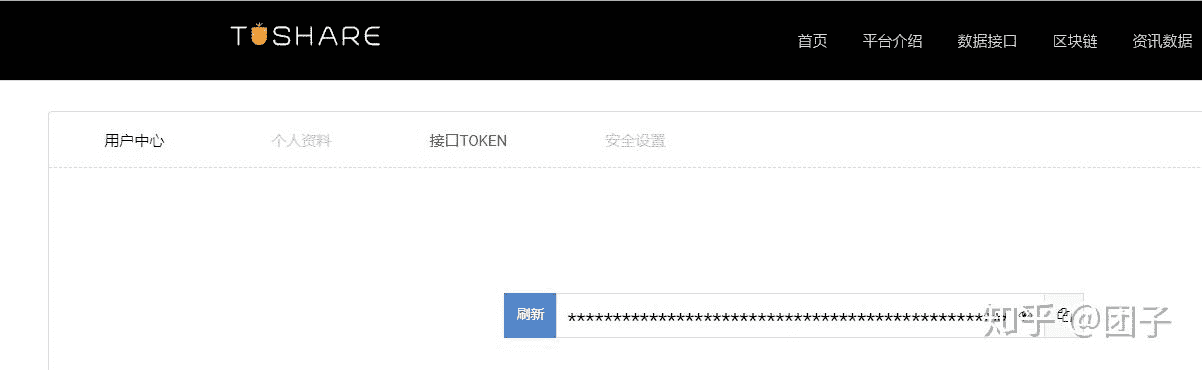 TUSHARE
首页 平台介绍 数据接口 区块链 资讯数据
用户中心 个人资料 接口TOKEN 安全设置
刷新 *************************************************
知乎 @团子